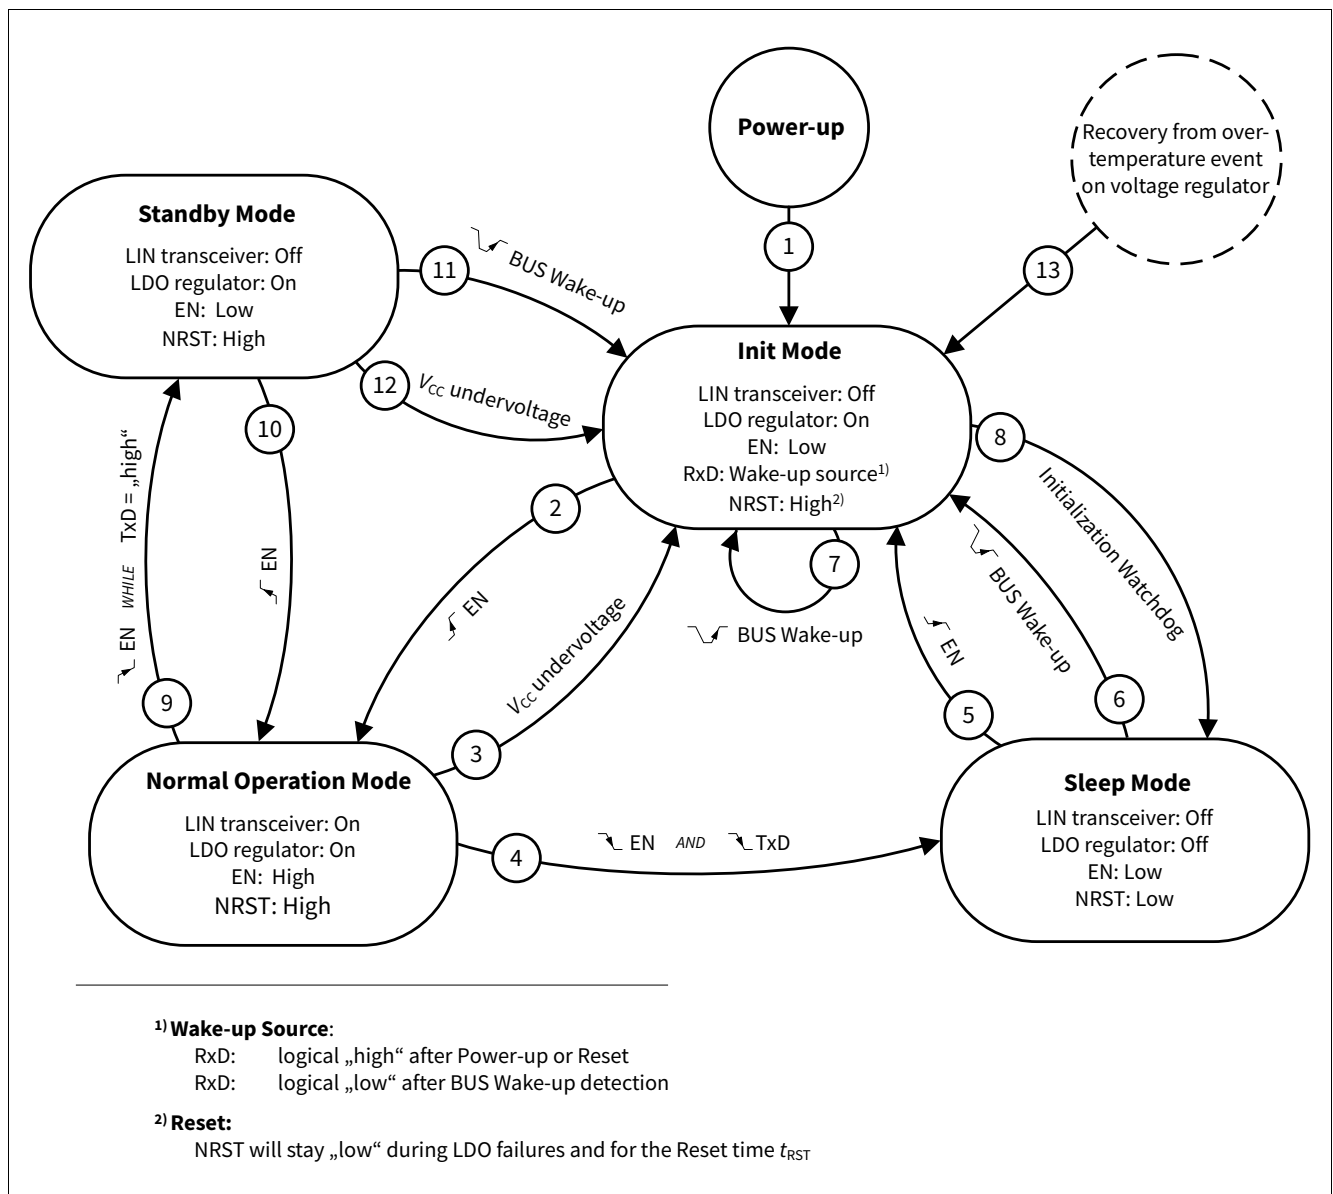 Power-up
Recovery from over-
temperature event
on voltage regulator
1
13
Standby Mode
LIN transceiver: Off
LDO regulator: On
EN: Low
NRST: High
11
BUS Wake-up
12
VCC undervoltage
Init Mode
LIN transceiver: Off
LDO regulator: On
EN: Low
RxD: Wake-up source1)
NRST: High2)
8
Initialization Watchdog
10
EN
EN WHILE TxD = „high“
9
2
EN
3
VCC undervoltage
7
BUS Wake-up
5
EN
6
BUS Wake-up
Normal Operation Mode
LIN transceiver: On
LDO regulator: On
EN: High
NRST: High
4
EN AND TxD
Sleep Mode
LIN transceiver: Off
LDO regulator: Off
EN: Low
NRST: Low
1) Wake-up Source:
RxD: logical „high“ after Power-up or Reset
RxD: logical „low“ after BUS Wake-up detection
2) Reset:
NRST will stay „low“ during LDO failures and for the Reset time tRST